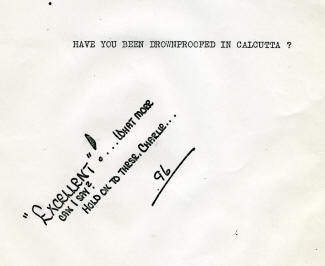 HAVE YOU BEEN DROWNPROOFED IN CALCUTTA ?
"EXCELLENT"! ... WHAT MORE
CAN I SAY?
HOLD ON TO THESE, CHARLIE...
96